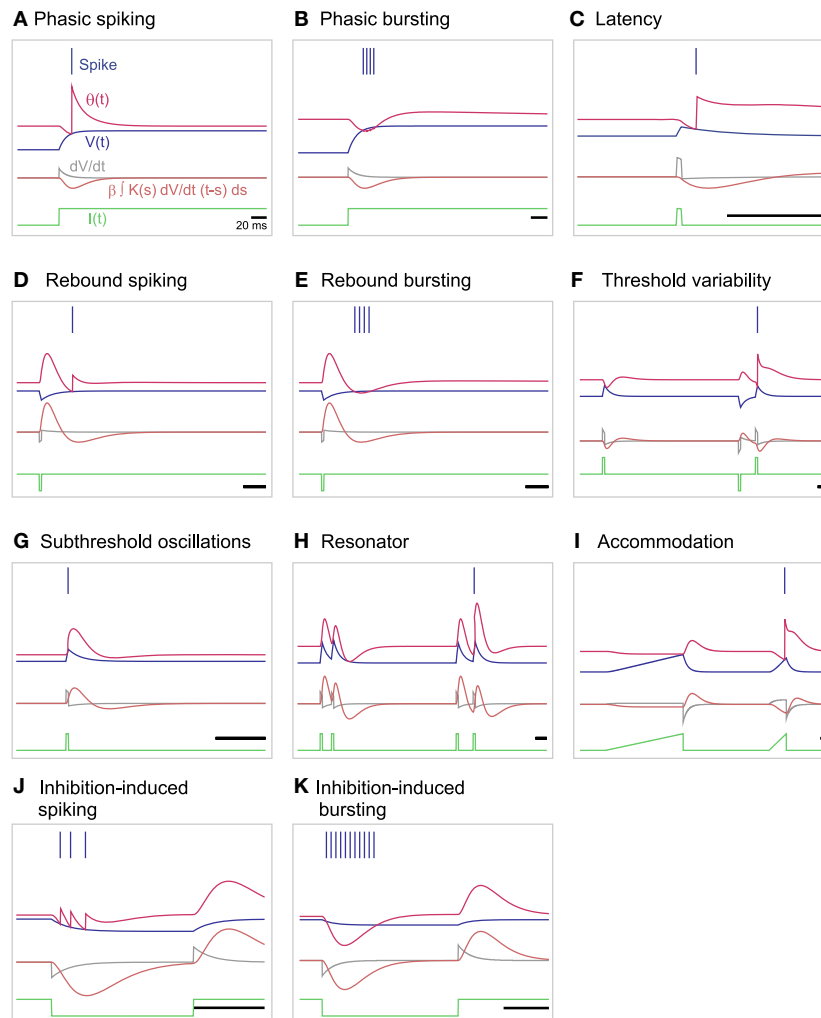 A Phasic spiking
B Phasic bursting
C Latency
Spike
θ(t)
V(t)
dV/dt
β ∫ K(s) dV/dt (t-s) ds
I(t)
20 ms
D Rebound spiking
E Rebound bursting
F Threshold variability
G Subthreshold oscillations
H Resonator
I Accommodation
J Inhibition-induced
spiking
K Inhibition-induced
bursting